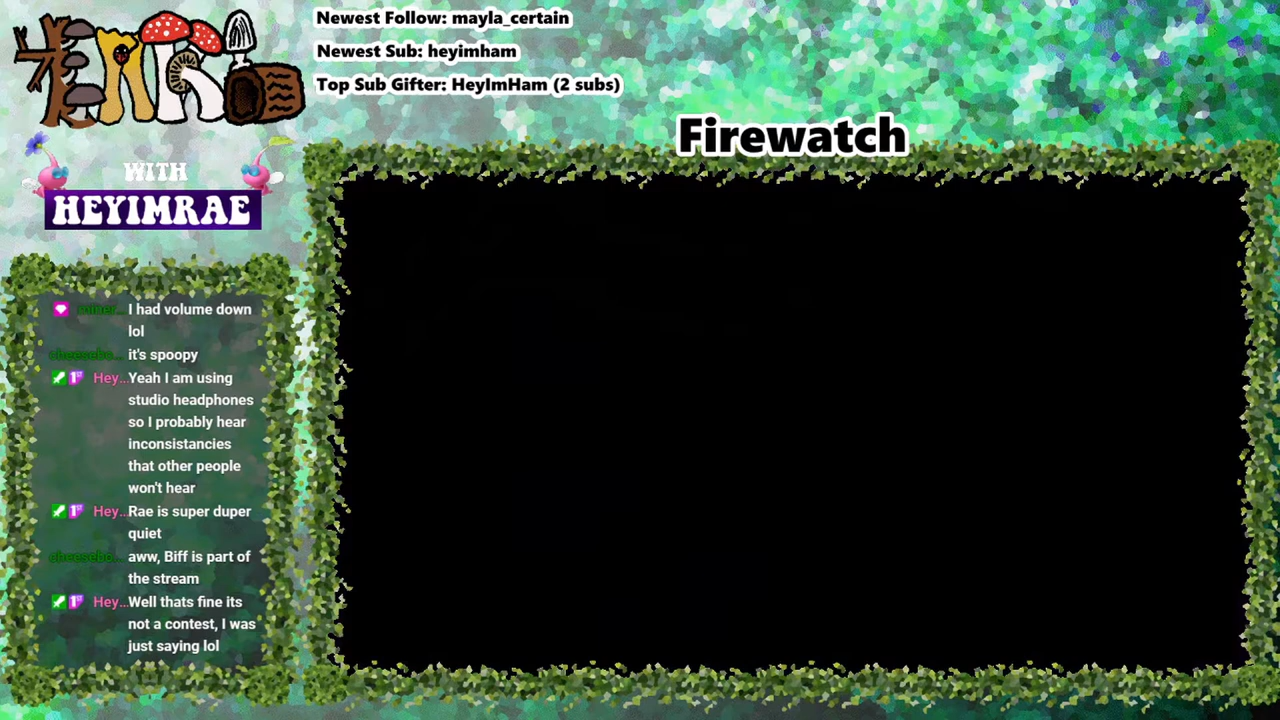 Newest Follow: mayla_certain
Newest Sub: heyimham
Top Sub Gifter: HeyImHam (2 subs)
Firewatch
WITH
HEYIMRAE
I had volume down
lol
cheesebo... it's spoopy
Hey... Yeah I am using
studio headphones
so I probably hear
inconsistancies
that other people
won't hear
Hey... Rae is super duper
quiet
cheesebo... aww, Biff is part of
the stream
Hey... Well thats fine its
not a contest, I was
just saying lol